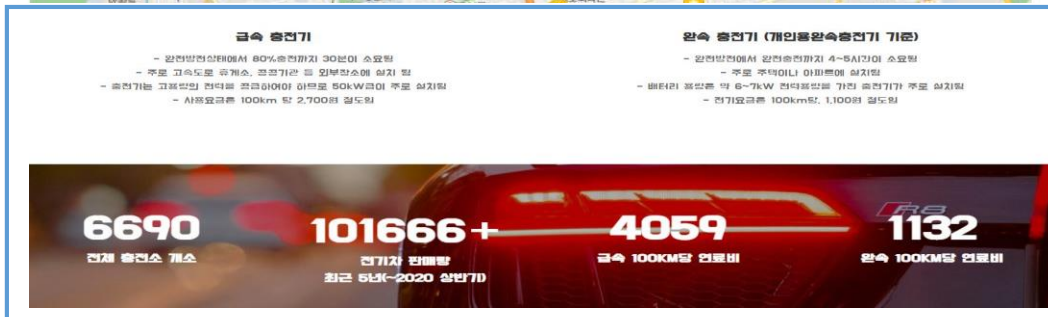 급속 충전기
- 완전방전상태에서 80%충전까지 30분이 소요됨
- 주로 고속도로 휴게소, 공공기관 등 외부장소에 설치 됨
- 충전기는 고용량의 전력을 공급하여야 하므로 50kW급이 주로 설치됨
- 사용요금은 100km 당 2,700원 정도임
완속 충전기 (개인용완속충전기 기준)
- 완전방전에서 완전충전까지 4~5시간이 소요됨
- 주로 주택이나 아파트에 설치됨
- 배터리 용량은 약 6~7kW 전력용량을 가진 충전기가 주로 설치됨
- 전기요금은 100km당, 1,100원 정도임
6690
전체 충전소 개소
101666+
전기차 판매량
최근 5년(~2020 상반기)
4059
급속 100KM당 연료비
R8
1132
완속 100KM당 연료비